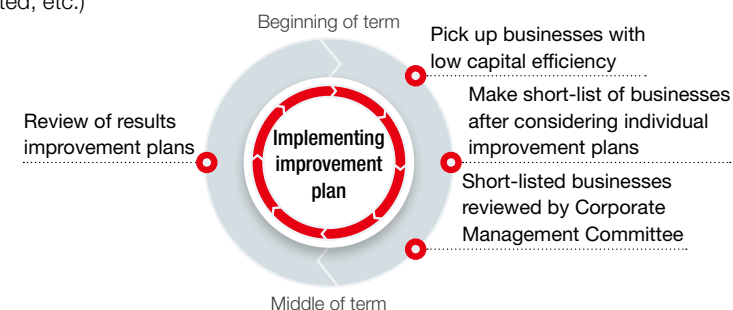 ted, etc.)
Beginning of term
Pick up businesses with
low capital efficiency
Make short-list of businesses
after considering individual
improvement plans
Short-listed businesses
reviewed by Corporate
Management Committee
Middle of term
Review of results
improvement plans
Implementing
improvement
plan